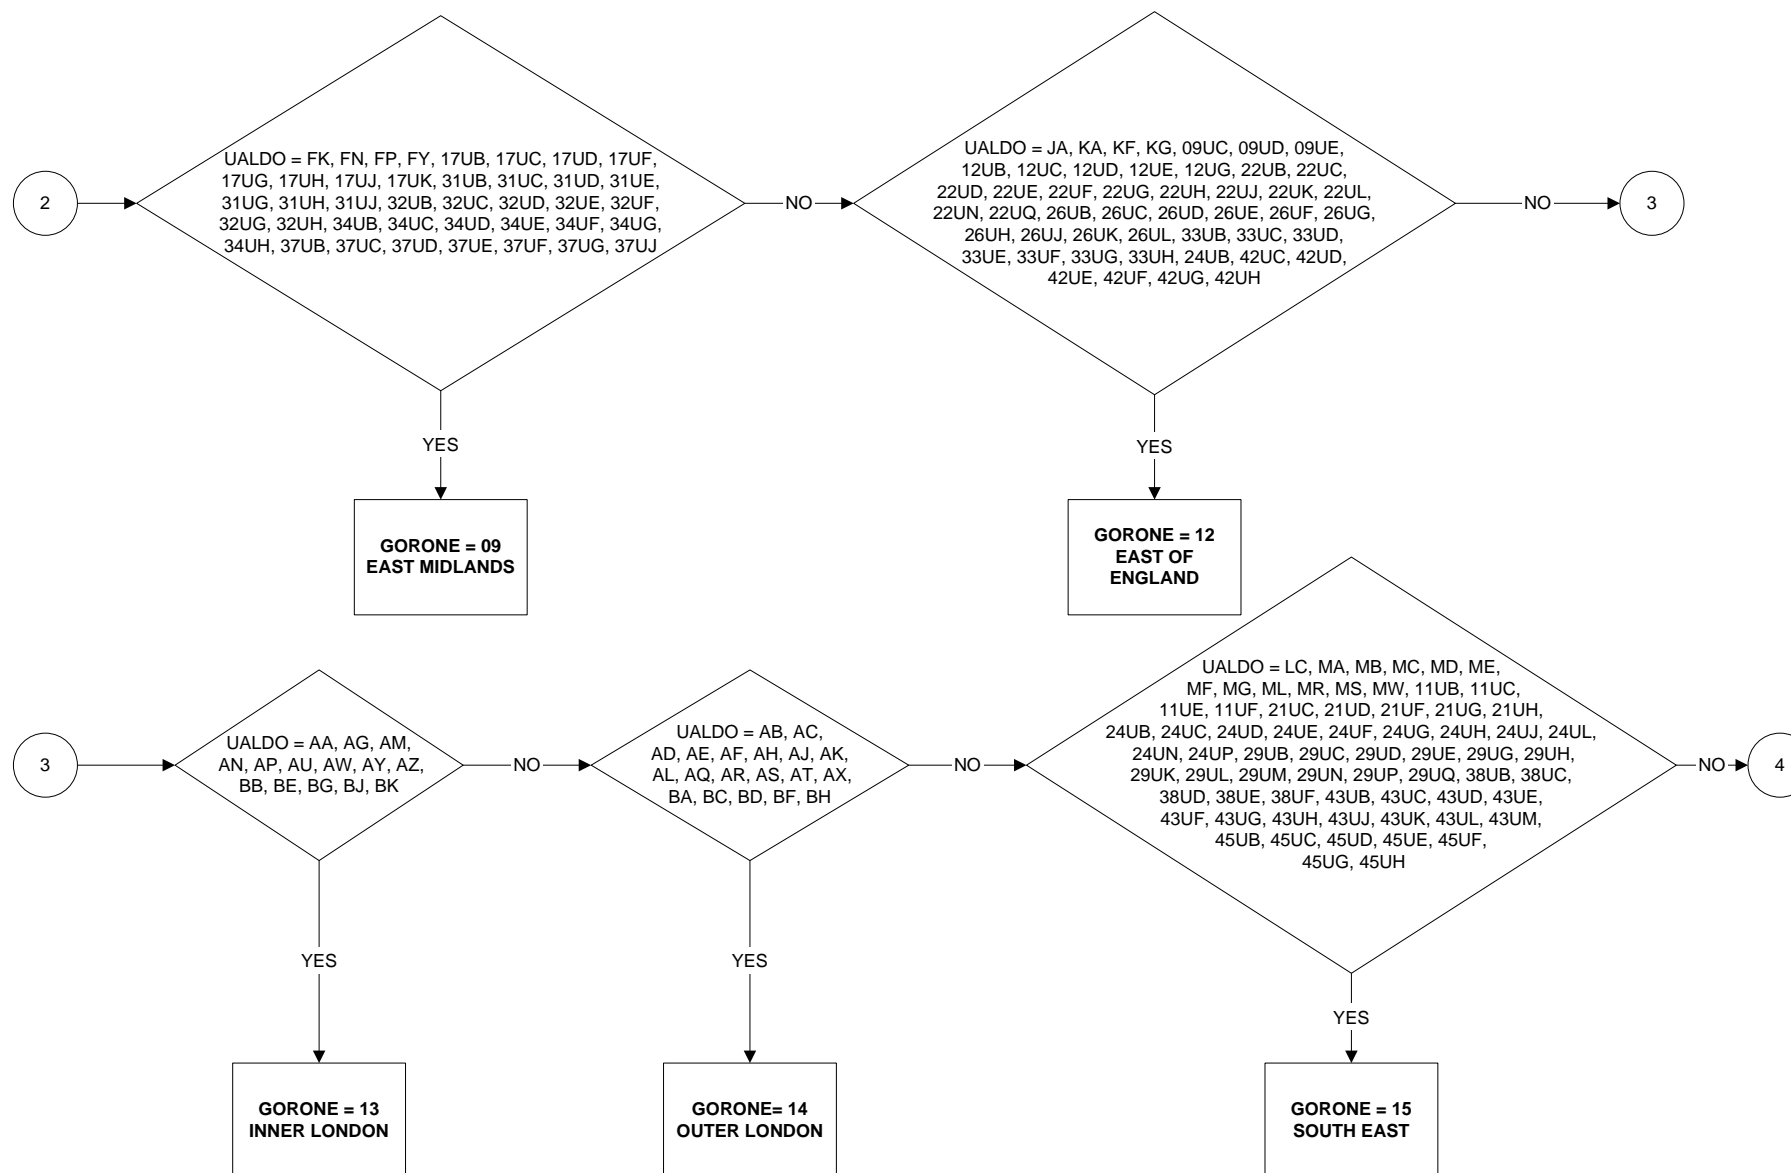 2
UALDO = FK, FN, FP, FY, 17UB, 17UC, 17UD, 17UF,
17UG, 17UH, 17UJ, 17UK, 31UB, 31UC, 31UD, 31UE,
31UG, 31UH, 31UJ, 32UB, 32UC, 32UD, 32UE, 32UF,
32UG, 32UH, 34UB, 34UC, 34UD, 34UE, 34UF, 34UG,
34UH, 37UB, 37UC, 37UD, 37UE, 37UF, 37UG, 37UJ
NO
UALDO = JA, KA, KF, KG, 09UC, 09UD, 09UE,
12UB, 12UC, 12UD, 12UE, 12UG, 22UB, 22UC,
22UD, 22UE, 22UF, 22UG, 22UH, 22UJ, 22UK, 22UL,
22UN, 22UQ, 26UB, 26UC, 26UD, 26UE, 26UF, 26UG,
26UH, 26UJ, 26UK, 26UL, 33UB, 33UC, 33UD,
33UE, 33UF, 33UG, 33UH, 24UB, 42UC, 42UD,
42UE, 42UF, 42UG, 42UH
NO
3
YES
YES
GORONE = 09
EAST MIDLANDS
GORONE = 12
EAST OF
ENGLAND
3
UALDO = AA, AG, AM,
AN, AP, AU, AW, AY, AZ,
BB, BE, BG, BJ, BK
NO
UALDO = AB, AC,
AD, AE, AF, AH, AJ, AK,
AL, AQ, AR, AS, AT, AX,
BA, BC, BD, BF, BH
NO
UALDO = LC, MA, MB, MC, MD, ME,
MF, MG, ML, MR, MS, MW, 11UB, 11UC,
11UE, 11UF, 21UC, 21UD, 21UF, 21UG, 21UH,
24UB, 24UC, 24UD, 24UE, 24UF, 24UG, 24UH, 24UJ, 24UL,
24UN, 24UP, 29UB, 29UC, 29UD, 29UE, 29UG, 29UH,
29UK, 29UL, 29UM, 29UN, 29UP, 29UQ, 38UB, 38UC,
38UD, 38UE, 38UF, 43UB, 43UC, 43UD, 43UE,
43UF, 43UG, 43UH, 43UJ, 43UK, 43UL, 43UM,
45UB, 45UC, 45UD, 45UE, 45UF,
45UG, 45UH
NO
4
YES
YES
YES
GORONE = 13
INNER LONDON
GORONE= 14
OUTER LONDON
GORONE = 15
SOUTH EAST